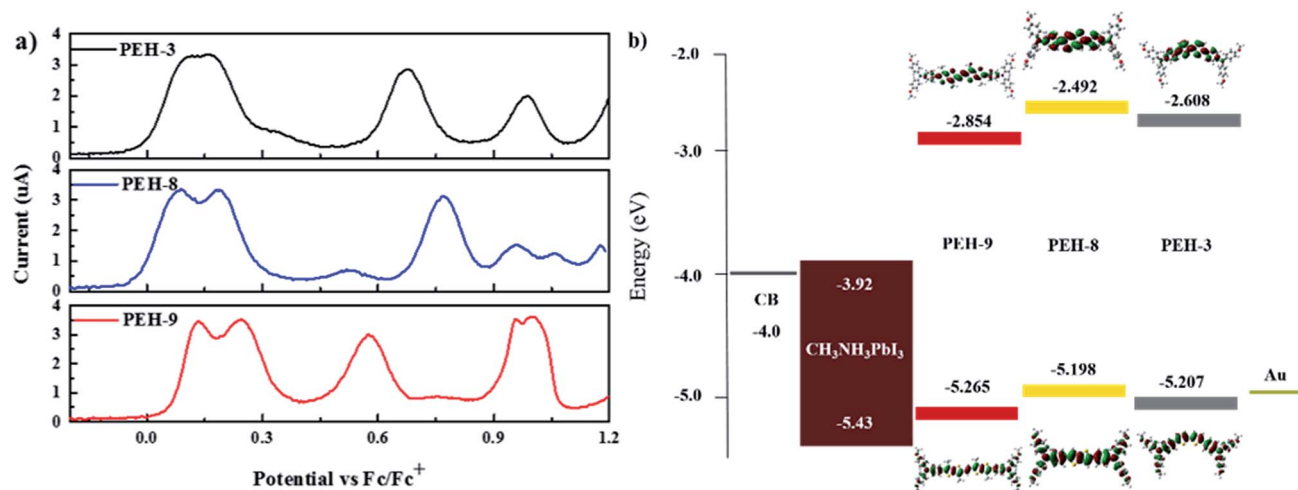 a)
PEH-3
4
3
2
1
0
PEH-8
4
3
2
1
0
PEH-9
4
3
2
1
0
Current (uA)
0.0 0.3 0.6 0.9 1.2
Potential vs Fc/Fc⁺
b)
Energy (eV)
-2.0
-3.0
-4.0
-5.0
-2.854
-2.492
-2.608
PEH-9
PEH-8
PEH-3
CB
-4.0
-3.92
CH₃NH₃PbI₃
-5.43
-5.265
-5.198
-5.207
Au